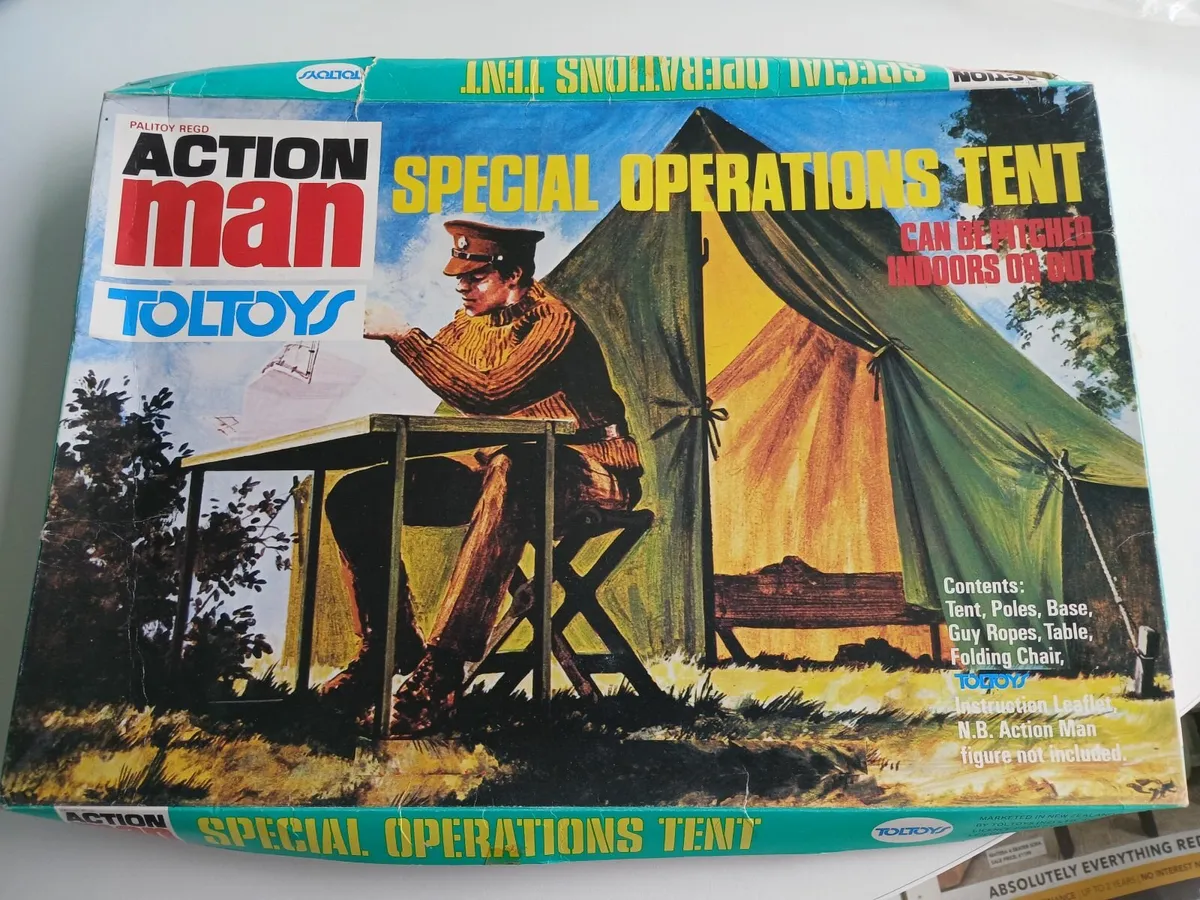 TOLTOYS
SPECIAL OPERATIONS TENT
ACTION
PALITOY REGD
ACTION
man
TOLTOYS
SPECIAL OPERATIONS TENT
CAN BE PITCHED
INDOORS OR OUT
Contents:
Tent, Poles, Base,
Guy Ropes, Table,
Folding Chair,
TOLTOYS
Instruction Leaflet,
N.B. Action Man
figure not included.
ACTION
SPECIAL OPERATIONS TENT
TOLTOYS
MARKETED IN NEW ZEALAND
ABSOLUTELY EVERYTHING RED